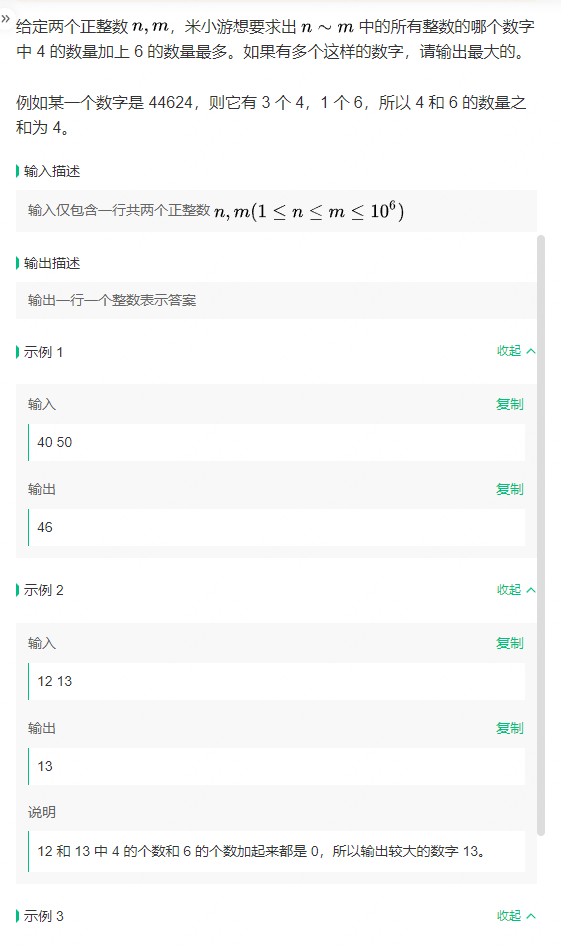 »
给定两个正整数 n, m，米小游想要求出 n ∼ m 中的所有整数的哪个数字
中 4 的数量加上 6 的数量最多。如果有多个这样的数字，请输出最大的。
例如某一个数字是 44624，则它有 3 个 4，1 个 6，所以 4 和 6 的数量之
和为 4。
输入描述
输入仅包含一行共两个正整数 n, m(1 ≤ n ≤ m ≤ 10⁶)
输出描述
输出一行一个整数表示答案
示例 1 收起
输入 复制
40 50
输出 复制
46
示例 2 收起
输入 复制
12 13
输出 复制
13
说明
12 和 13 中 4 的个数和 6 的个数加起来都是 0，所以输出较大的数字 13。
示例 3 收起